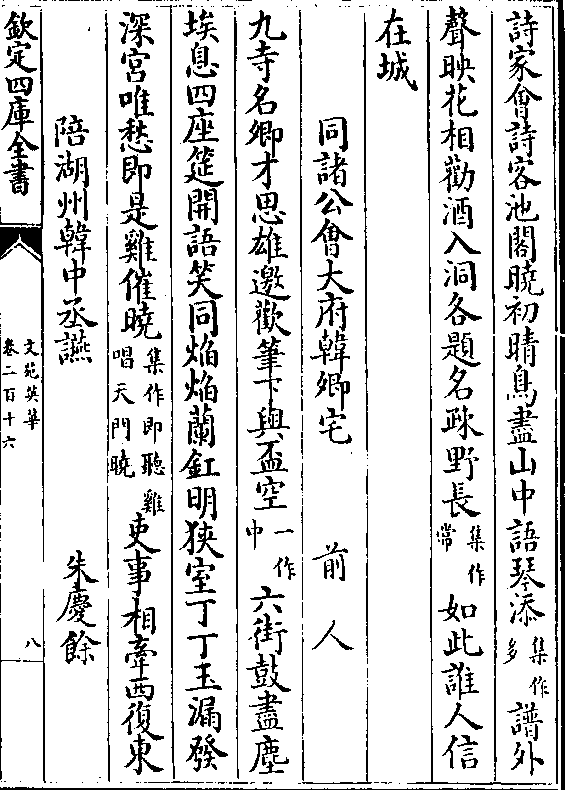 詩家會詩客池閣曉初晴鳥盡山中語琴添集作多譜外
聲映花相勸酒入洞各題名疎野長集作常如此誰人信
在城
同諸公會大府韓卿宅 前人
九寺名卿才思雄邀歡筆下與盃空一作中六街鼓盡塵
埃息四座筵開語笑同焰焰蘭釭明狹室丁丁玉漏發
深宮唯愁即是雞催曉集作即聽雞唱天門曉吏事相牽西復東
陪湖州韓中丞讌 朱慶餘
欽定四庫全書
文苑英華
卷二百十六
八